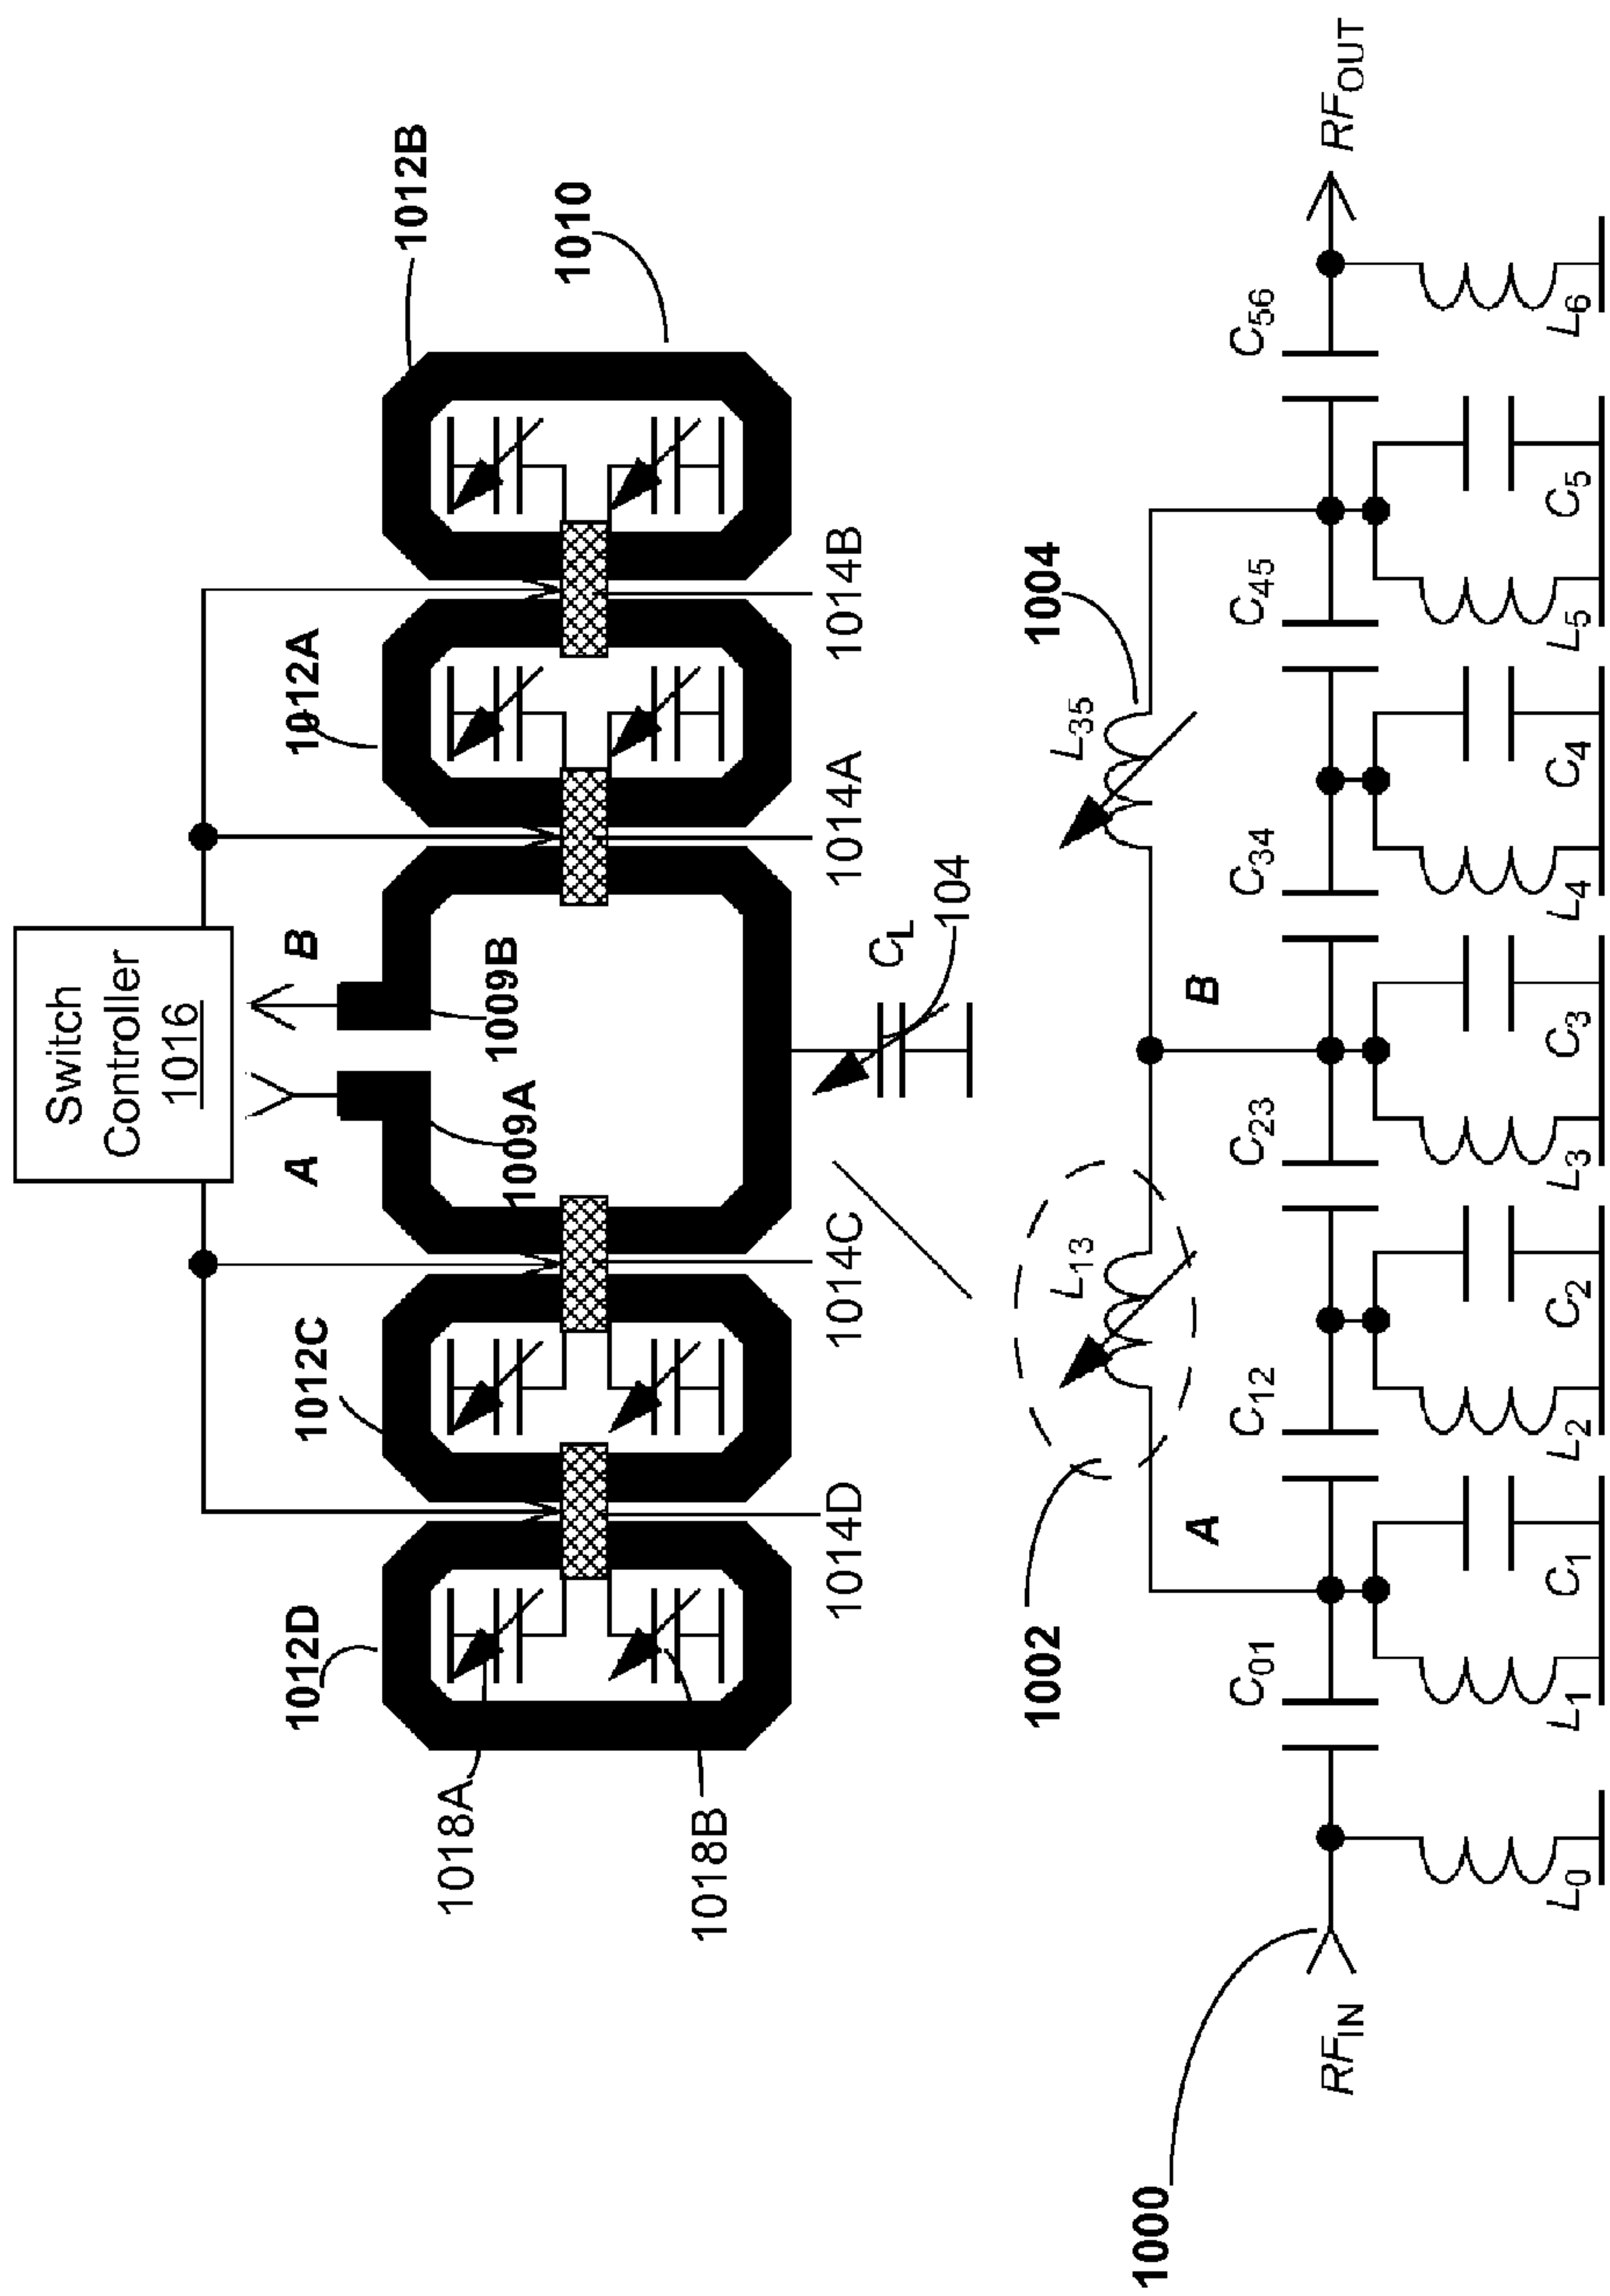 Switch
Controller
1016
A
B
1012D
1012C
1012A
1012B
1009A
1009B
1010
1018A
1018B
1014D
1014C
1014A
1014B
C_L
104
1002
L_13
L_35
1004
A
B
C_01
C_12
C_23
C_34
C_45
C_56
1000
RF_IN
RF_OUT
L_0
L_1
C_1
L_2
C_2
L_3
C_3
L_4
C_4
L_5
C_5
L_6